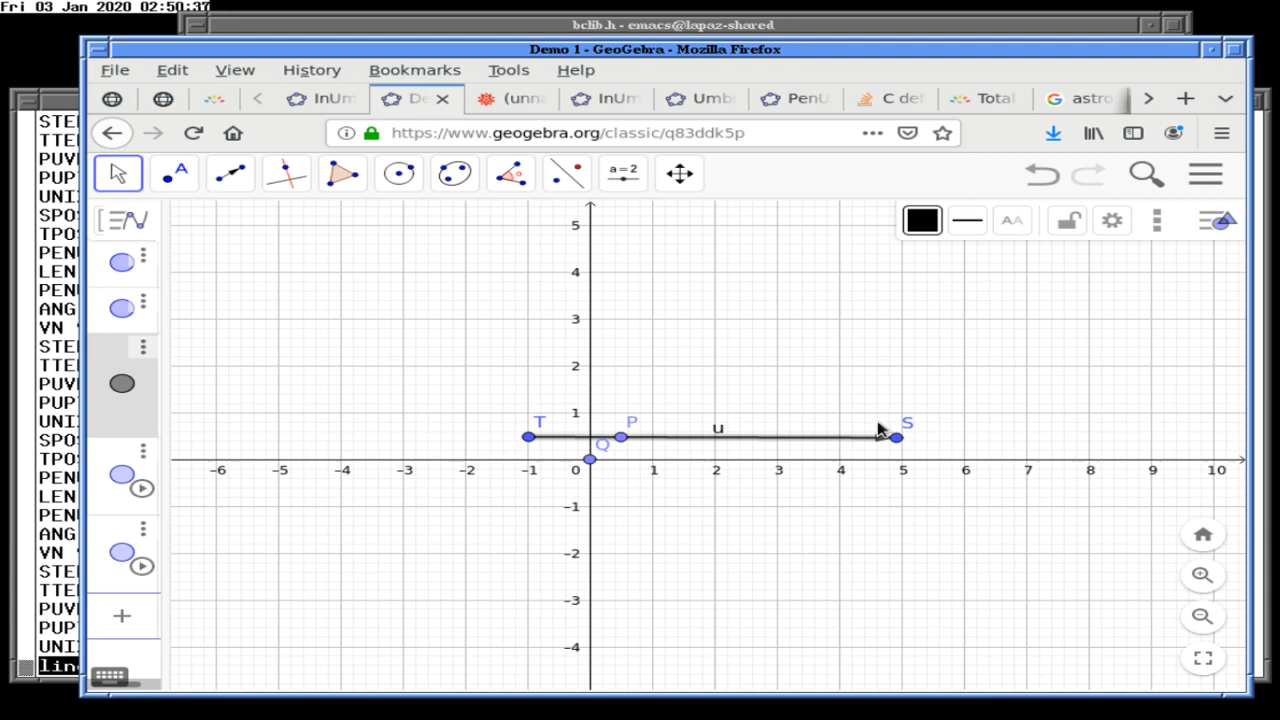 Fri 03 Jan 2020 02:50:37
bclib.h - emacs@lapaz-shared
Demo 1 - GeoGebra - Mozilla Firefox
File Edit View History Bookmarks Tools Help
InUm De (unna InUm Umb PenU C def Total astro
https://www.geogebra.org/classic/q83ddk5p
A a=2
AA
5
4
3
2
1
T P u S
Q
-6 -5 -4 -3 -2 -1 0 1 2 3 4 5 6 7 8 9 10
-1
-2
-3
-4
STE
TTE
PUV
PUP
UNI
SPO
TPO
PEN
LEN
PEN
ANG
VN
STE
TTE
PUV
PUP
UNI
SPO
TPO
PEN
LEN
PEN
ANG
VN
STE
TTE
PUV
PUP
UNI
lin